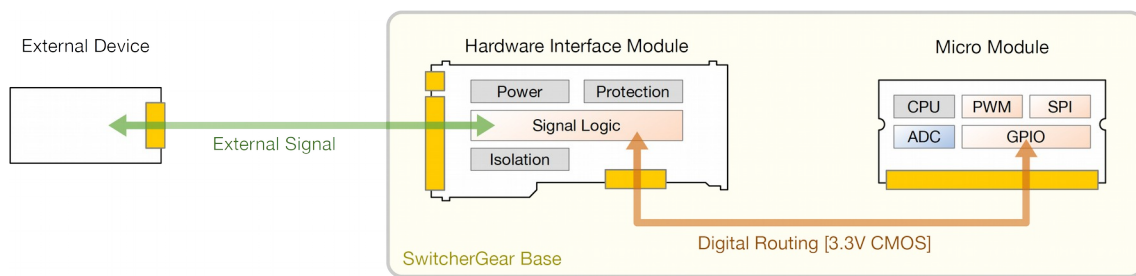 External Device
Hardware Interface Module
Micro Module
Power
Protection
Signal Logic
Isolation
CPU
PWM
SPI
ADC
GPIO
External Signal
Digital Routing [3.3V CMOS]
SwitcherGear Base